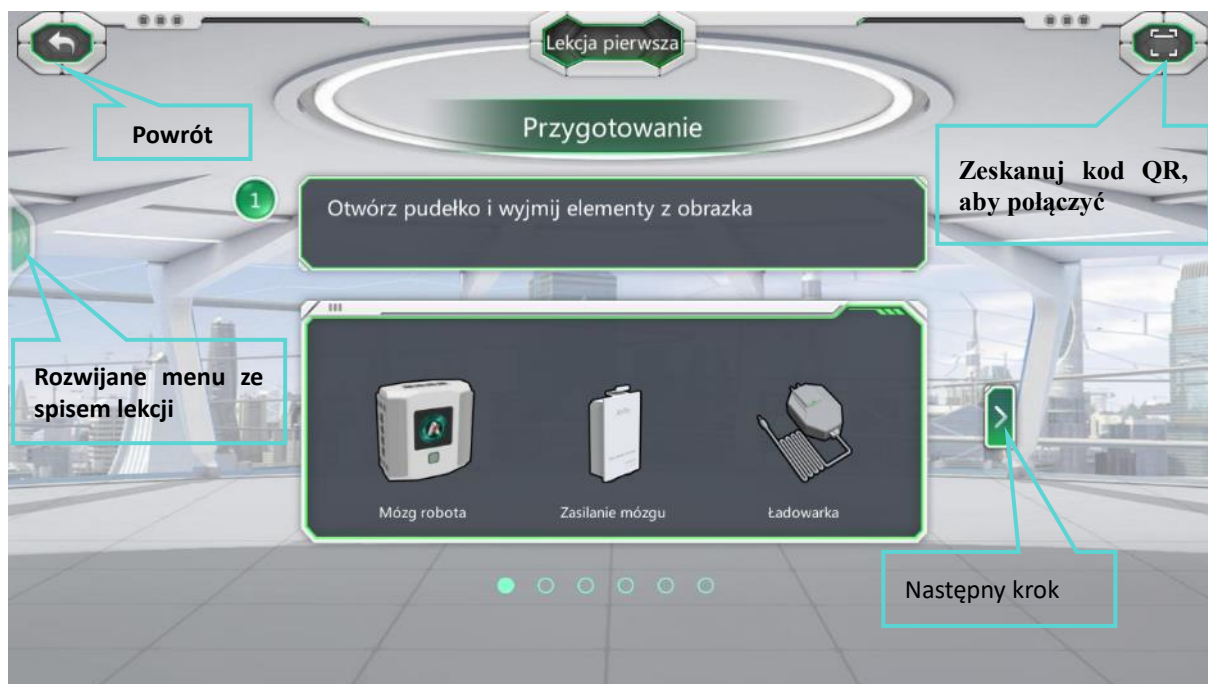 Lekcja pierwsza
Powrót
Przygotowanie
Zeskanuj kod QR,
aby połączyć
1
Otwórz pudełko i wyjmij elementy z obrazka
Rozwijane menu ze
spisem lekcji
Mózg robota
Zasilanie mózgu
Ładowarka
Następny krok